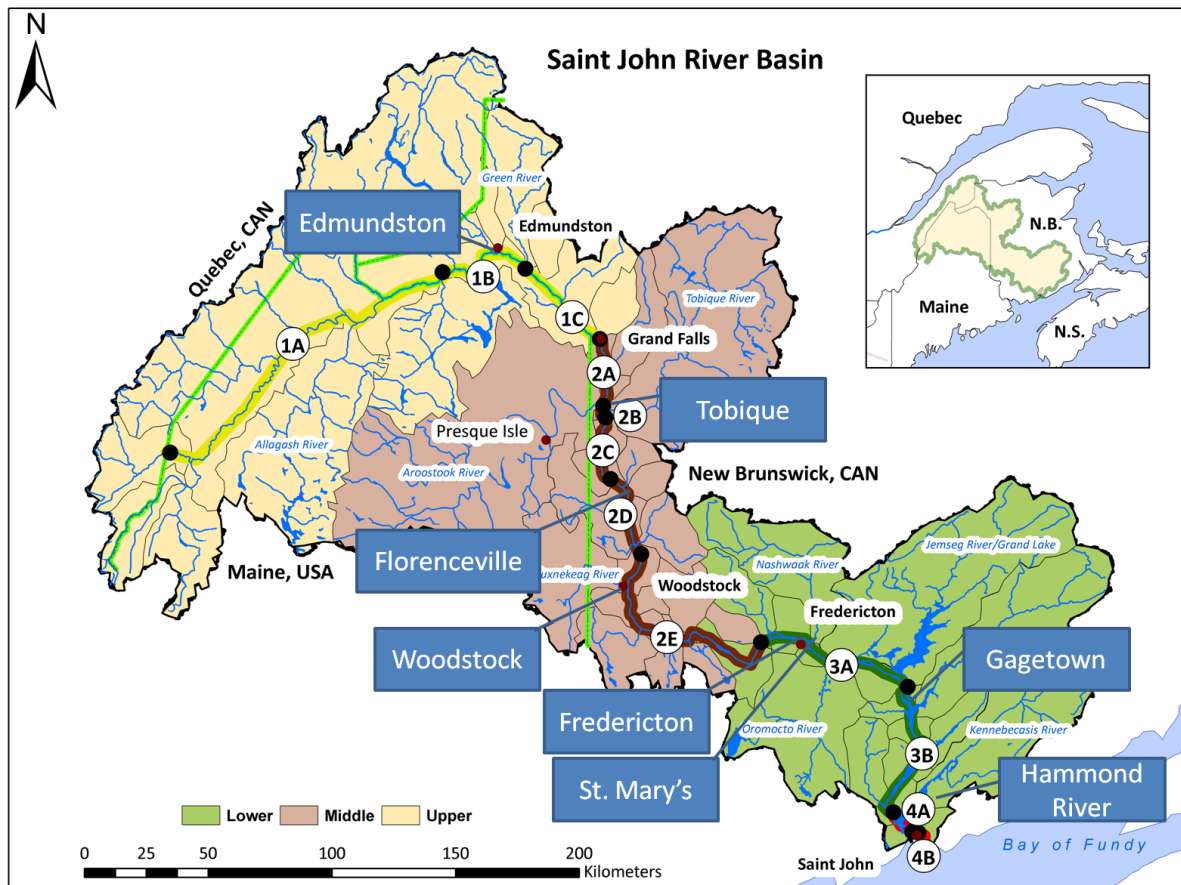 N
Saint John River Basin
Quebec
N.B.
Maine
N.S.
Green River
Edmundston
Edmundston
Quebec, CAN
1B
Tobique River
1C
1A
Grand Falls
2A
Tobique
2B
Presque Isle
2C
Allagash River
Aroostook River
New Brunswick, CAN
2D
Florenceville
Jemseg River/Grand Lake
Nashwaak River
Maine, USA
uxnekeag River
Woodstock
Fredericton
2E
Woodstock
3A
Gagetown
Fredericton
Oromocto River
Kennebecasis River
3B
St. Mary's
Hammond
River
4A
Lower
Middle
Upper
Bay of Fundy
4B
Saint John
0
25
50
100
150
200
Kilometers